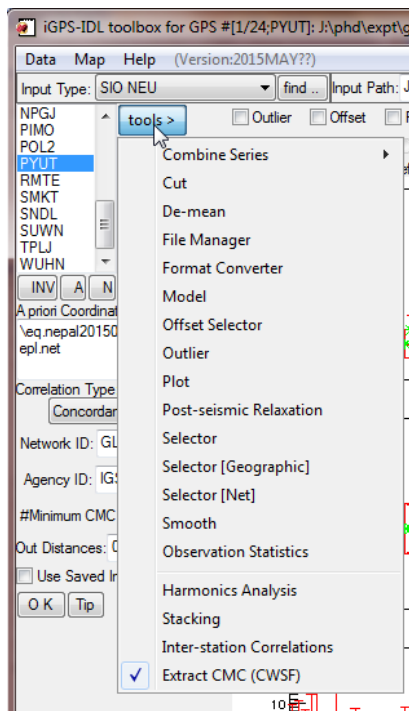 iGPS-IDL toolbox for GPS #[1/24;PYUT]: J:\phd\expt\g
Data Map Help (Version:2015MAY??)
Input Type: SIO NEU find .. Input Path: J
NPGJ
PIMO
POL2
PYUT
RMTE
SMKT
SNDL
SUWN
TPLJ
WUHN
tools > Outlier Offset
Combine Series
Cut
De-mean
File Manager
Format Converter
Model
Offset Selector
Outlier
Plot
Post-seismic Relaxation
Selector
Selector [Geographic]
Selector [Net]
Smooth
Observation Statistics
Harmonics Analysis
Stacking
Inter-station Correlations
Extract CMC (CWSF)
INV A N
A priori Coordinat
\eq.nepal20150
epl.net
Correlation Type
Concordan
Network ID: GL
Agency ID: IGS
#Minimum CMC
Out Distances: 0
Use Saved In
O K Tip
10